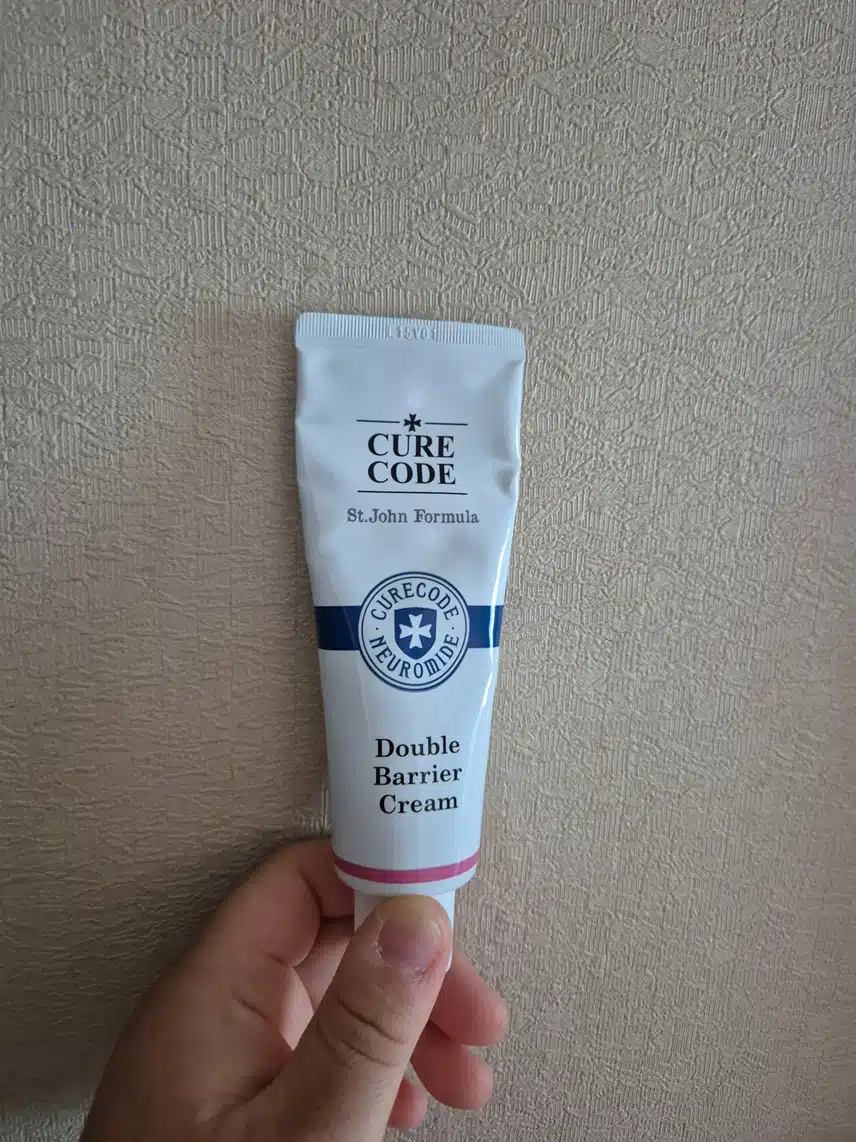 CURE
CODE
St.John Formula
CURECODE
NEUROMIDE
Double
Barrier
Cream